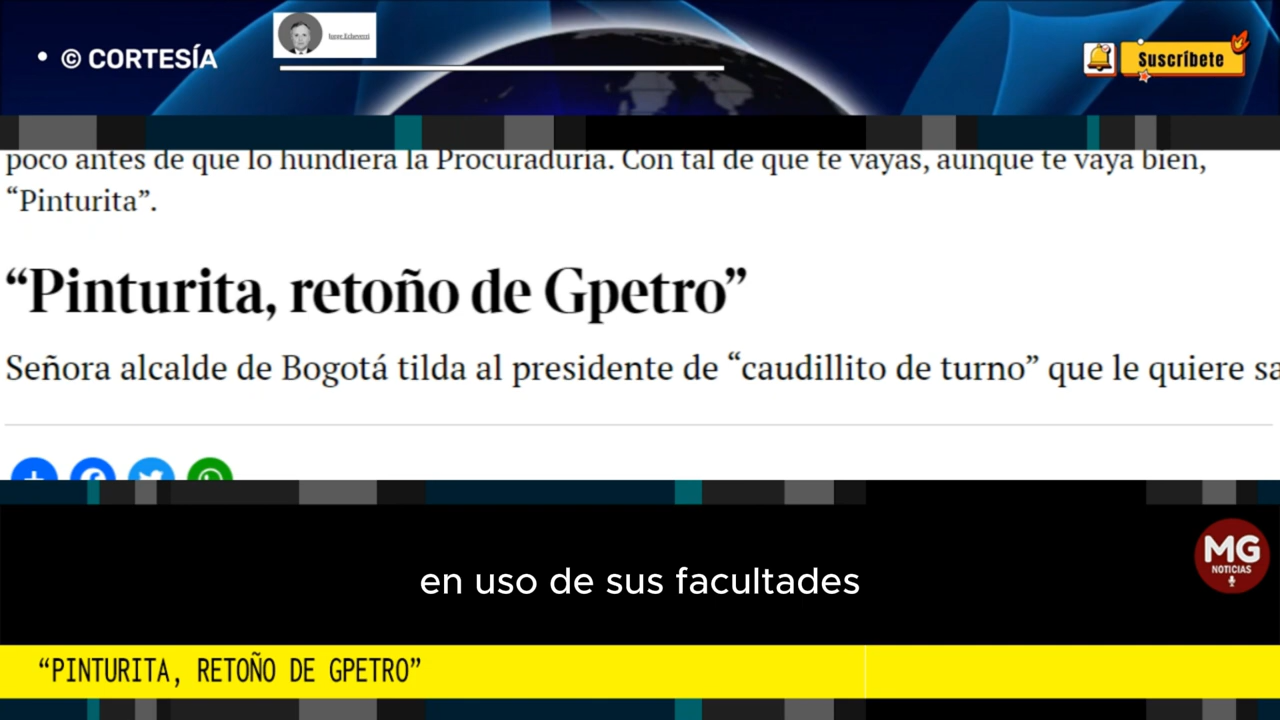 • © CORTESÍA
Jorge Echeverri
Suscríbete
poco antes de que lo hundiera la Procuraduría. Con tal de que te vayas, aunque te vaya bien,
“Pinturita”.
“Pinturita, retoño de Gpetro”
Señora alcalde de Bogotá tilda al presidente de “caudillito de turno” que le quiere sa
en uso de sus facultades
MG
NOTICIAS
“PINTURITA, RETOÑO DE GPETRO”